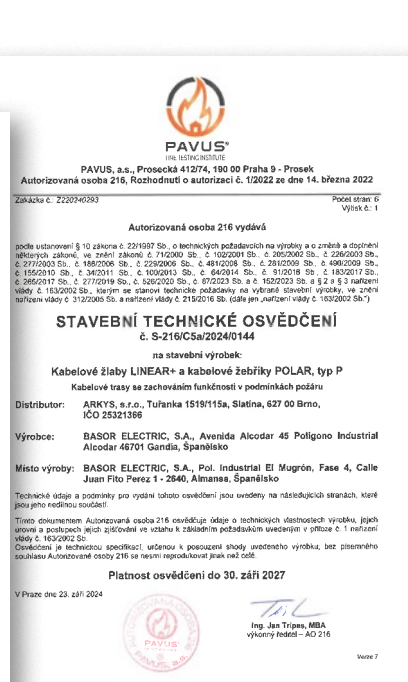 PAVUS®
FIRE TESTING INSTITUTE
PAVUS, a.s., Prosecká 412/74, 190 00 Praha 9 - Prosek
Autorizovaná osoba 216, Rozhodnutí o autorizaci č. 1/2022 ze dne 14. března 2022
Zakázka č.: Z220240293
Počet stran: 6
Výtisk č.: 1
Autorizovaná osoba 216 vydává
podle ustanovení § 10 zákona č. 22/1997 Sb., o technických požadavcích na výrobky a o změně a doplnění
některých zákonů, ve znění zákonů č. 71/2000 Sb., č. 102/2001 Sb., č. 205/2002 Sb., č. 226/2003 Sb.,
č. 277/2003 Sb., č. 186/2006 Sb., č. 229/2006 Sb., č. 481/2008 Sb., č. 281/2009 Sb., č. 490/2009 Sb.,
č. 155/2010 Sb., č. 34/2011 Sb., č. 100/2013 Sb., č. 64/2014 Sb., č. 91/2016 Sb., č. 183/2017 Sb.,
č. 265/2017 Sb., č. 277/2019 Sb., č. 526/2020 Sb., č. 87/2023 Sb. a č. 152/2023 Sb. a § 2 a § 3 nařízení
vlády č. 163/2002 Sb., kterým se stanoví technické požadavky na vybrané stavební výrobky, ve znění
nařízení vlády č. 312/2005 Sb. a nařízení vlády č. 215/2016 Sb. (dále jen „nařízení vlády č. 163/2002 Sb.“)
STAVEBNÍ TECHNICKÉ OSVĚDČENÍ
č. S-216/C5a/2024/0144
na stavební výrobek:
Kabelové žlaby LINEAR+ a kabelové žebříky POLAR, typ P
Kabelové trasy se zachováním funkčnosti v podmínkách požáru
Distributor: ARKYS, s.r.o., Tuřanka 1519/115a, Slatina, 627 00 Brno,
IČO 25321366
Výrobce: BASOR ELECTRIC, S.A., Avenida Alcodar 45 Poligono Industrial
Alcodar 46701 Gandia, Španělsko
Místo výroby: BASOR ELECTRIC, S.A., Pol. Industrial El Mugrón, Fase 4, Calle
Juan Fito Perez 1 - 2640, Almansa, Španělsko
Technické údaje a podmínky pro vydání tohoto osvědčení jsou uvedeny na následujících stranách, které
jsou jeho nedílnou součástí.
Tímto dokumentem Autorizovaná osoba 216 osvědčuje údaje o technických vlastnostech výrobku, jejich
úrovni a postupech jejich zjišťování ve vztahu k základním požadavkům uvedeným v příloze č. 1 nařízení
vlády č. 163/2002 Sb.
Osvědčení je technickou specifikací, určenou k posouzení shody uvedeného výrobku, bez písemného
souhlasu Autorizované osoby 216 se nesmí reprodukovat jinak než celé.
Platnost osvědčení do 30. září 2027
V Praze dne 23. září 2024
AUTORIZOVANÁ OSOBA 216
PAVUS
PAVUS, a.s.
Ing. Jan Tripes, MBA
výkonný ředitel – AO 216
Verze 7